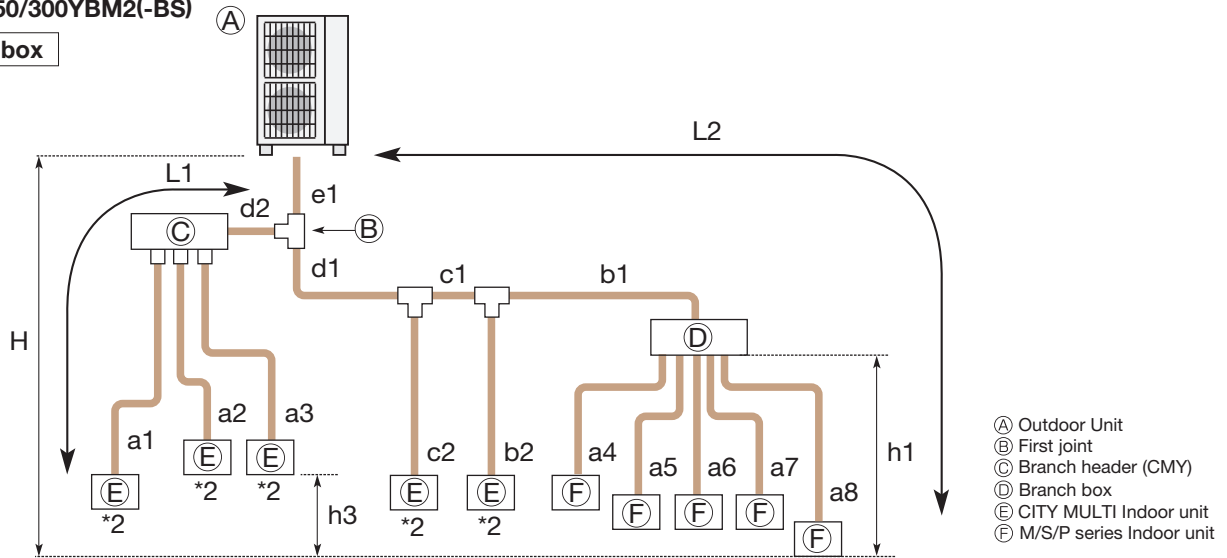 50/300YBM2(-BS)
box
Ⓐ
L2
L1
e1
d2
Ⓒ
Ⓑ
d1
c1
b1
H
Ⓓ
a1
a2
a3
c2
b2
a4
a5
a6
a7
a8
h1
Ⓔ
*2
Ⓔ
*2
Ⓔ
*2
h3
Ⓔ
*2
Ⓔ
*2
Ⓕ
Ⓕ
Ⓕ
Ⓕ
Ⓕ
Ⓐ Outdoor Unit
Ⓑ First joint
Ⓒ Branch header (CMY)
Ⓓ Branch box
Ⓔ CITY MULTI Indoor unit
Ⓕ M/S/P series Indoor unit